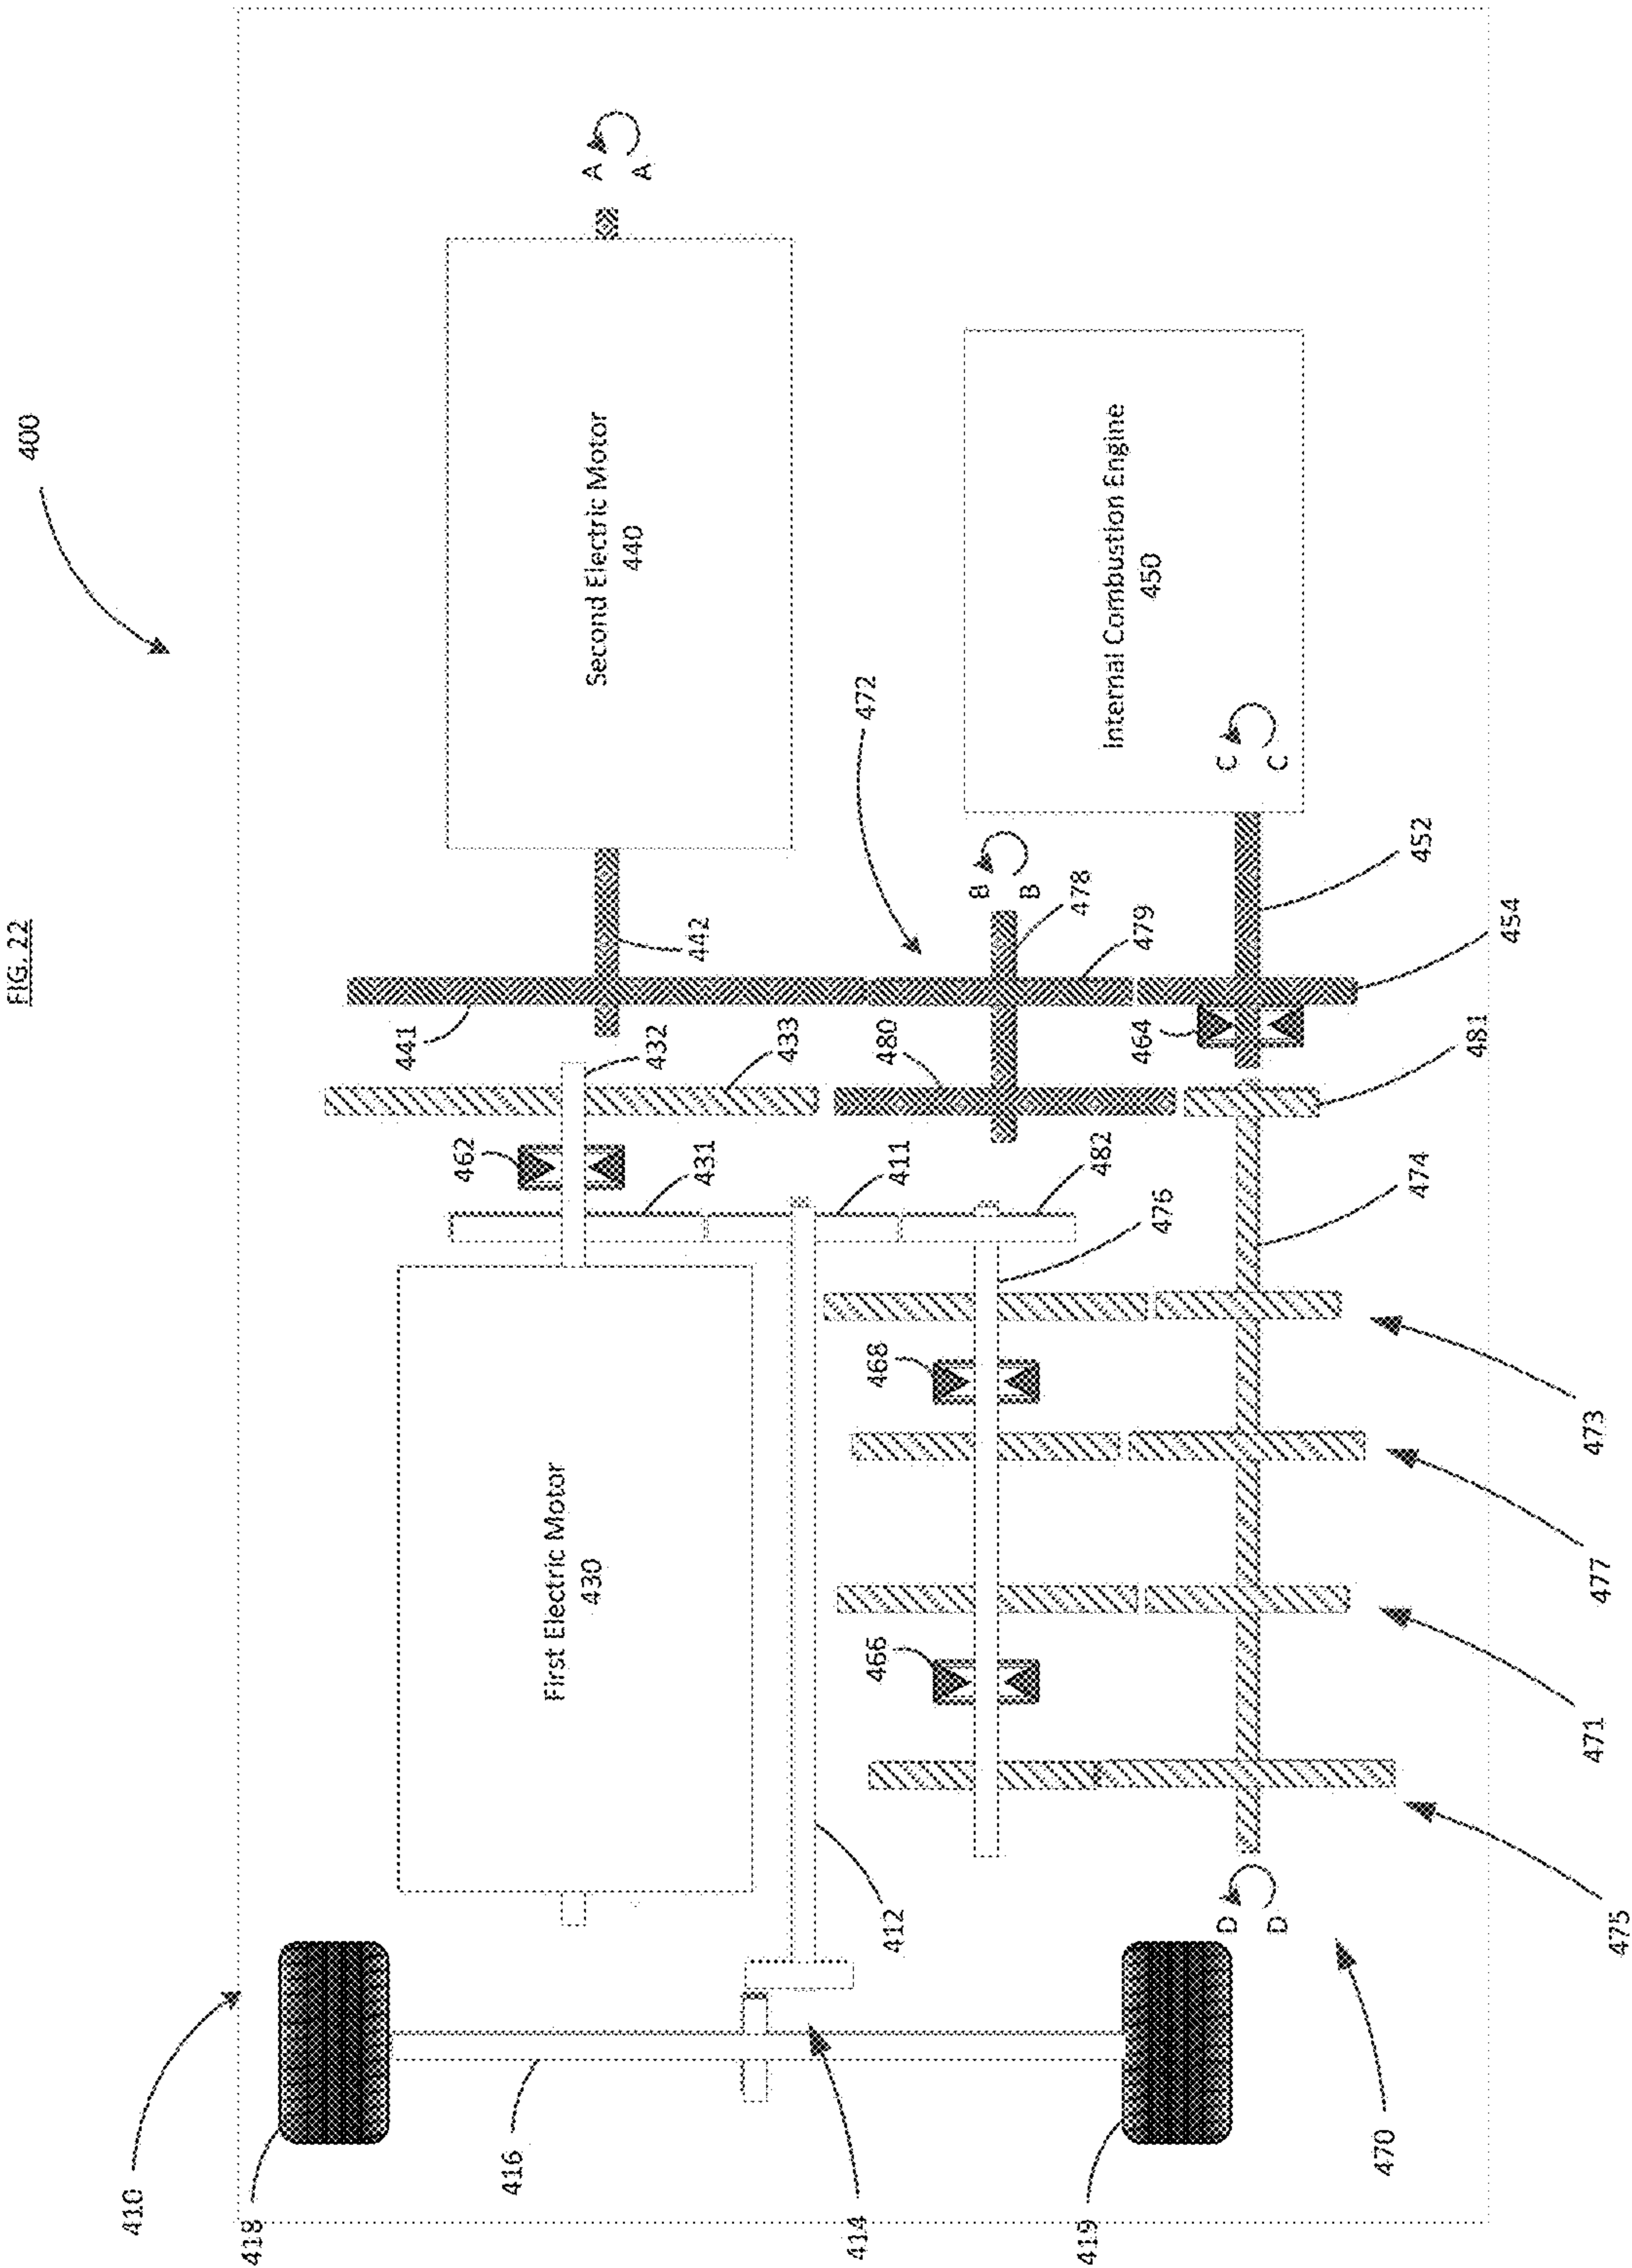 FIG. 22
400
410
418
441
462
416
First Electric Motor
430
Second Electric Motor
440
A
A
432
442
431
433
414
472
466
468
480
412
411
B
B
419
478
482
Internal Combustion Engine
450
464
479
476
D
D
C
C
470
474
452
481
454
475
471
477
473